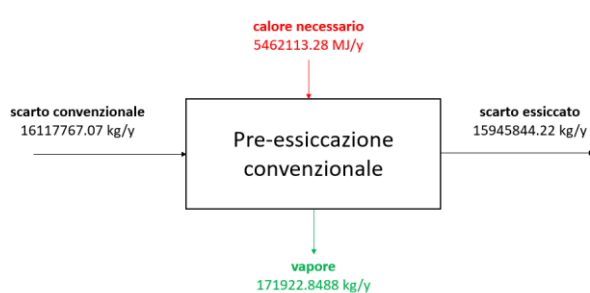 calore necessario
5462113.28 MJ/y
scarto convenzionale
16117767.07 kg/y
Pre-essiccazione
convenzionale
scarto essiccato
15945844.22 kg/y
vapore
171922.8488 kg/y